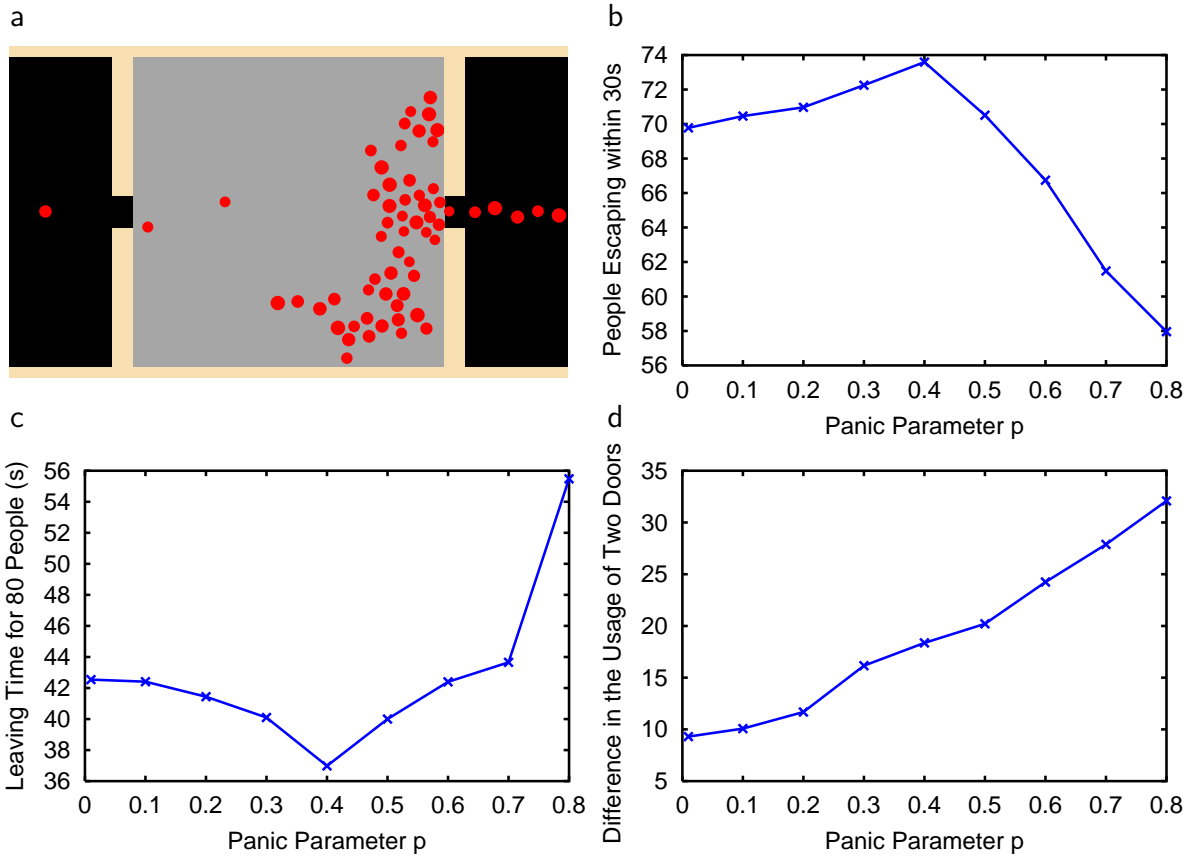 a
b
People Escaping within 30s
74
72
70
68
66
64
62
60
58
56
0 0.1 0.2 0.3 0.4 0.5 0.6 0.7 0.8
Panic Parameter p
c
Leaving Time for 80 People (s)
56
54
52
50
48
46
44
42
40
38
36
0 0.1 0.2 0.3 0.4 0.5 0.6 0.7 0.8
Panic Parameter p
d
Difference in the Usage of Two Doors
35
30
25
20
15
10
5
0 0.1 0.2 0.3 0.4 0.5 0.6 0.7 0.8
Panic Parameter p